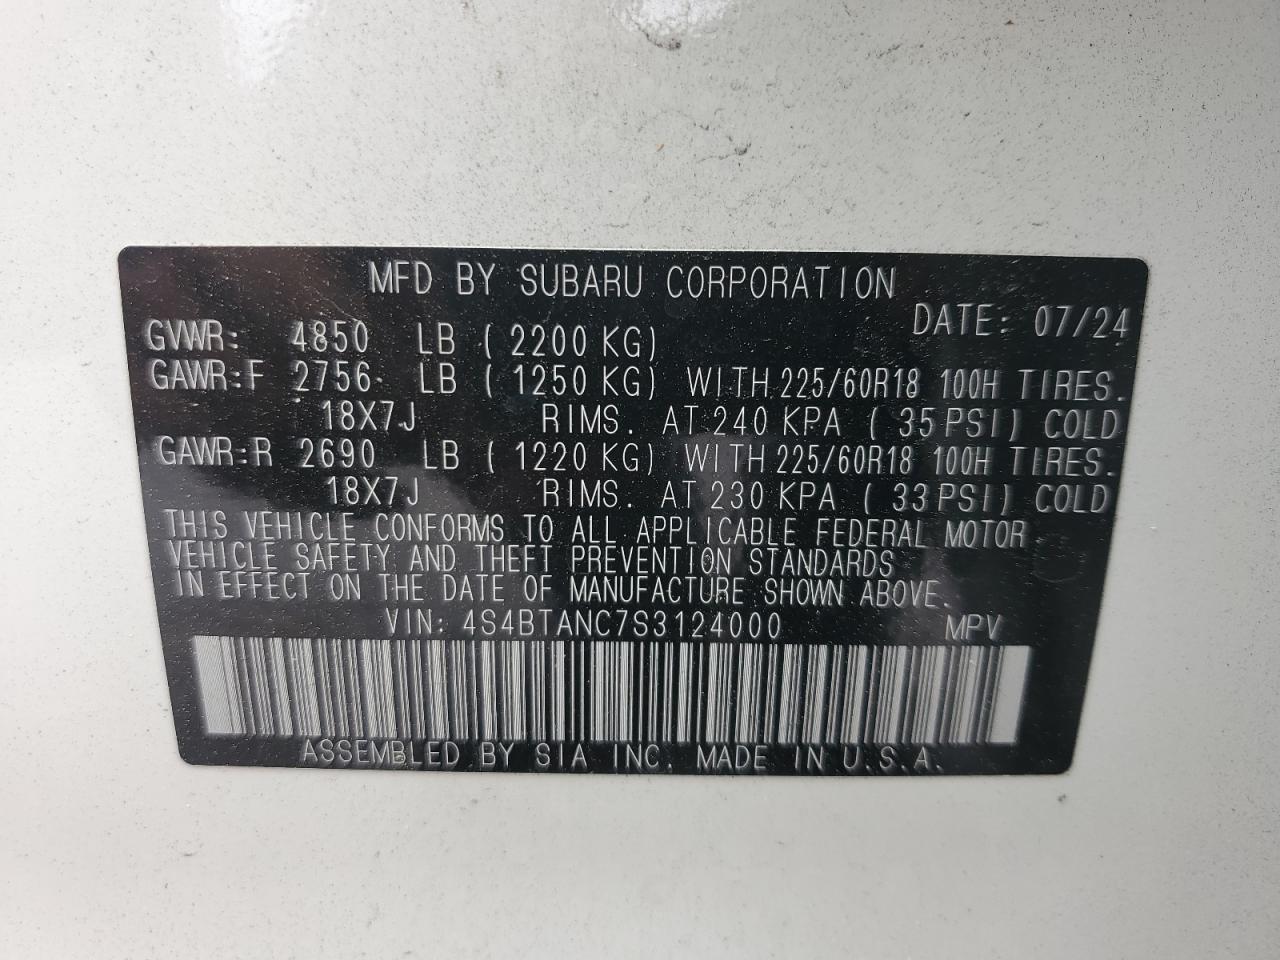 MFD BY SUBARU CORPORATION
DATE: 07/24
GVWR: 4850 LB ( 2200 KG)
GAWR:F 2756 LB ( 1250 KG) WITH 225/60R18 100H TIRES.
18X7J RIMS. AT 240 KPA ( 35 PSI) COLD
GAWR:R 2690 LB ( 1220 KG) WITH 225/60R18 100H TIRES.
18X7J RIMS. AT 230 KPA ( 33 PSI) COLD
THIS VEHICLE CONFORMS TO ALL APPLICABLE FEDERAL MOTOR
VEHICLE SAFETY AND THEFT PREVENTION STANDARDS
IN EFFECT ON THE DATE OF MANUFACTURE SHOWN ABOVE.
VIN: 4S4BTANC7S3124000 MPV
ASSEMBLED BY SIA INC. MADE IN U.S.A.